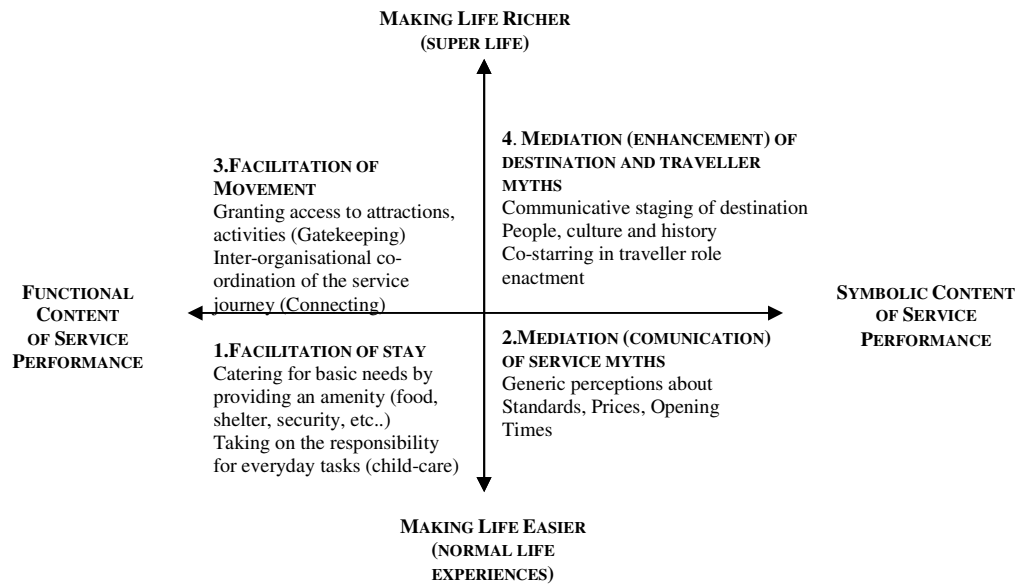 MAKING LIFE RICHER
(SUPER LIFE)
4. MEDIATION (ENHANCEMENT) OF
DESTINATION AND TRAVELLER
MYTHS
Communicative staging of destination
People, culture and history
Co-starring in traveller role
enactment
3.FACILITATION OF
MOVEMENT
Granting access to attractions,
activities (Gatekeeping)
Inter-organisational co-
ordination of the service
journey (Connecting)
FUNCTIONAL
CONTENT
OF SERVICE
PERFORMANCE
SYMBOLIC CONTENT
OF SERVICE
PERFORMANCE
1.FACILITATION OF STAY
Catering for basic needs by
providing an amenity (food,
shelter, security, etc..)
Taking on the responsibility
for everyday tasks (child-care)
2.MEDIATION (COMUNICATION)
OF SERVICE MYTHS
Generic perceptions about
Standards, Prices, Opening
Times
MAKING LIFE EASIER
(NORMAL LIFE
EXPERIENCES)